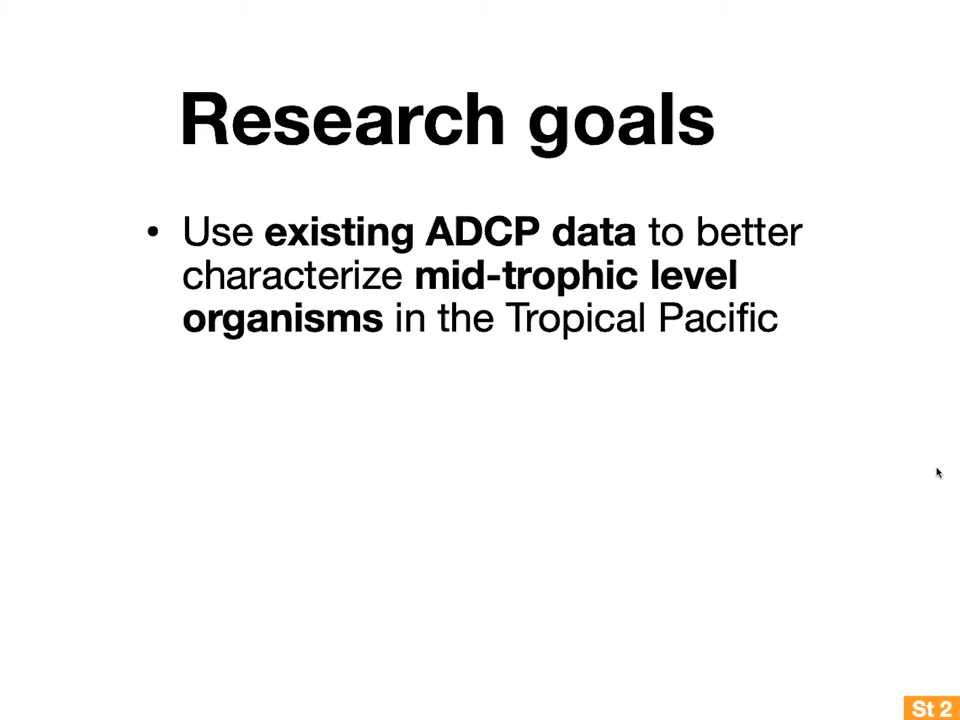 Research goals
• Use existing ADCP data to better
characterize mid-trophic level
organisms in the Tropical Pacific
St 2